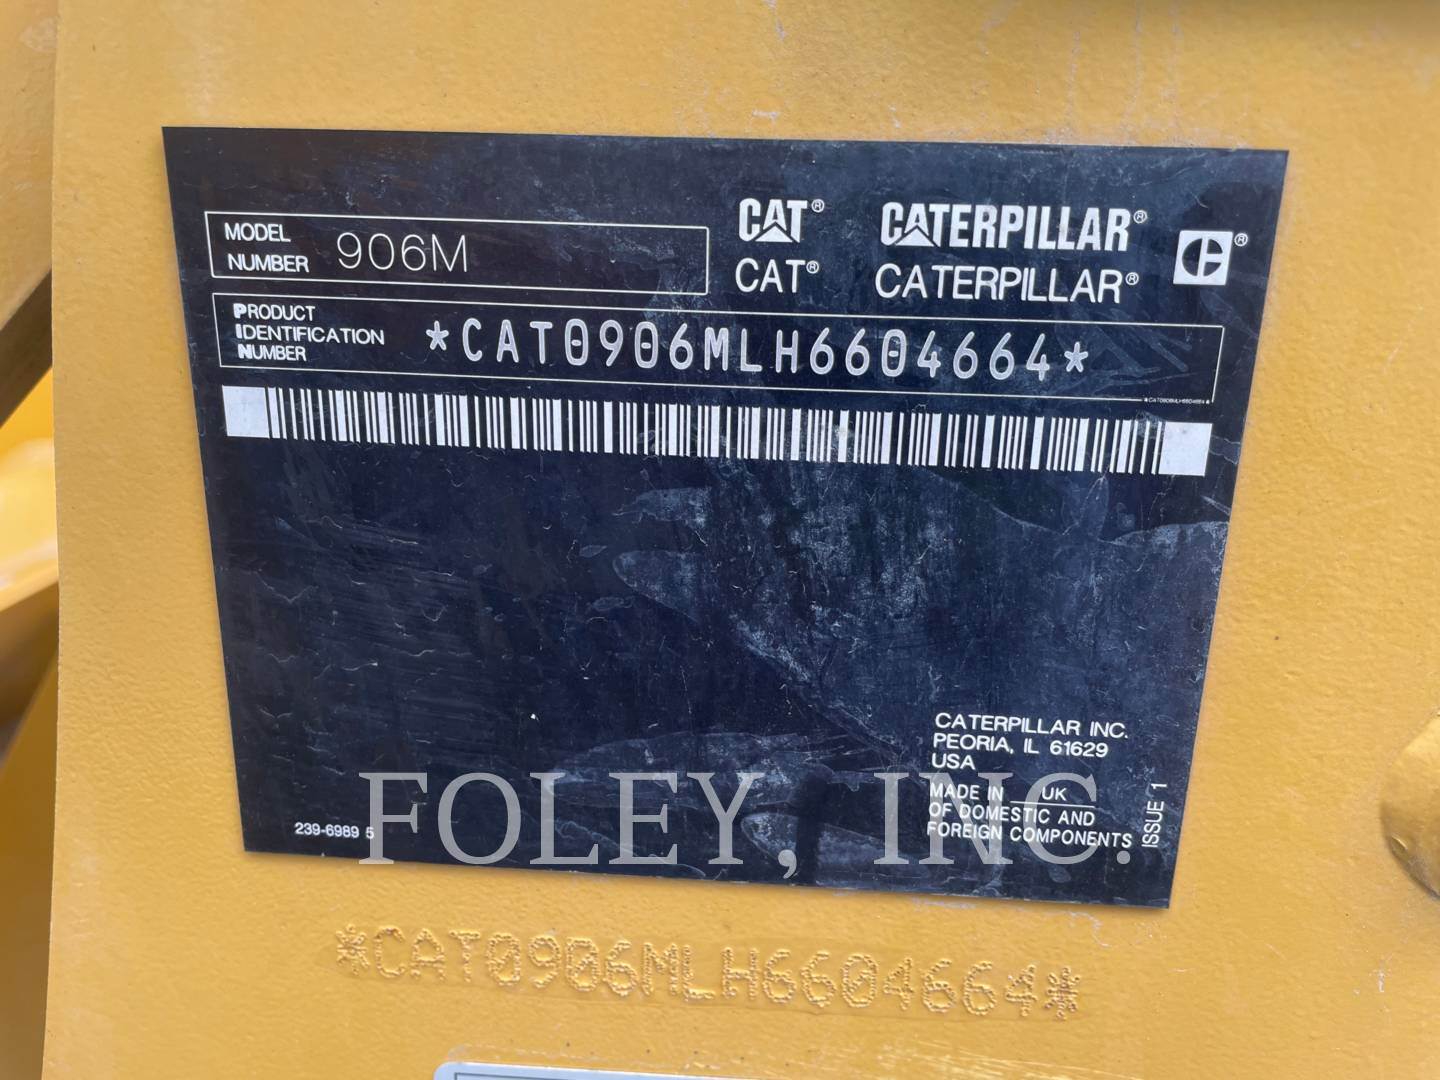 MODEL NUMBER 906M
CAT® CATERPILLAR®
CAT® CATERPILLAR® ®
PRODUCT IDENTIFICATION NUMBER *CAT0906MLH6604664*
*CAT0906MLH6604664*
CATERPILLAR INC.
PEORIA, IL 61629
USA
MADE IN UK
OF DOMESTIC AND
FOREIGN COMPONENTS
ISSUE 1
239-6989 5
FOLEY, INC.
*CAT0906MLH6604664*